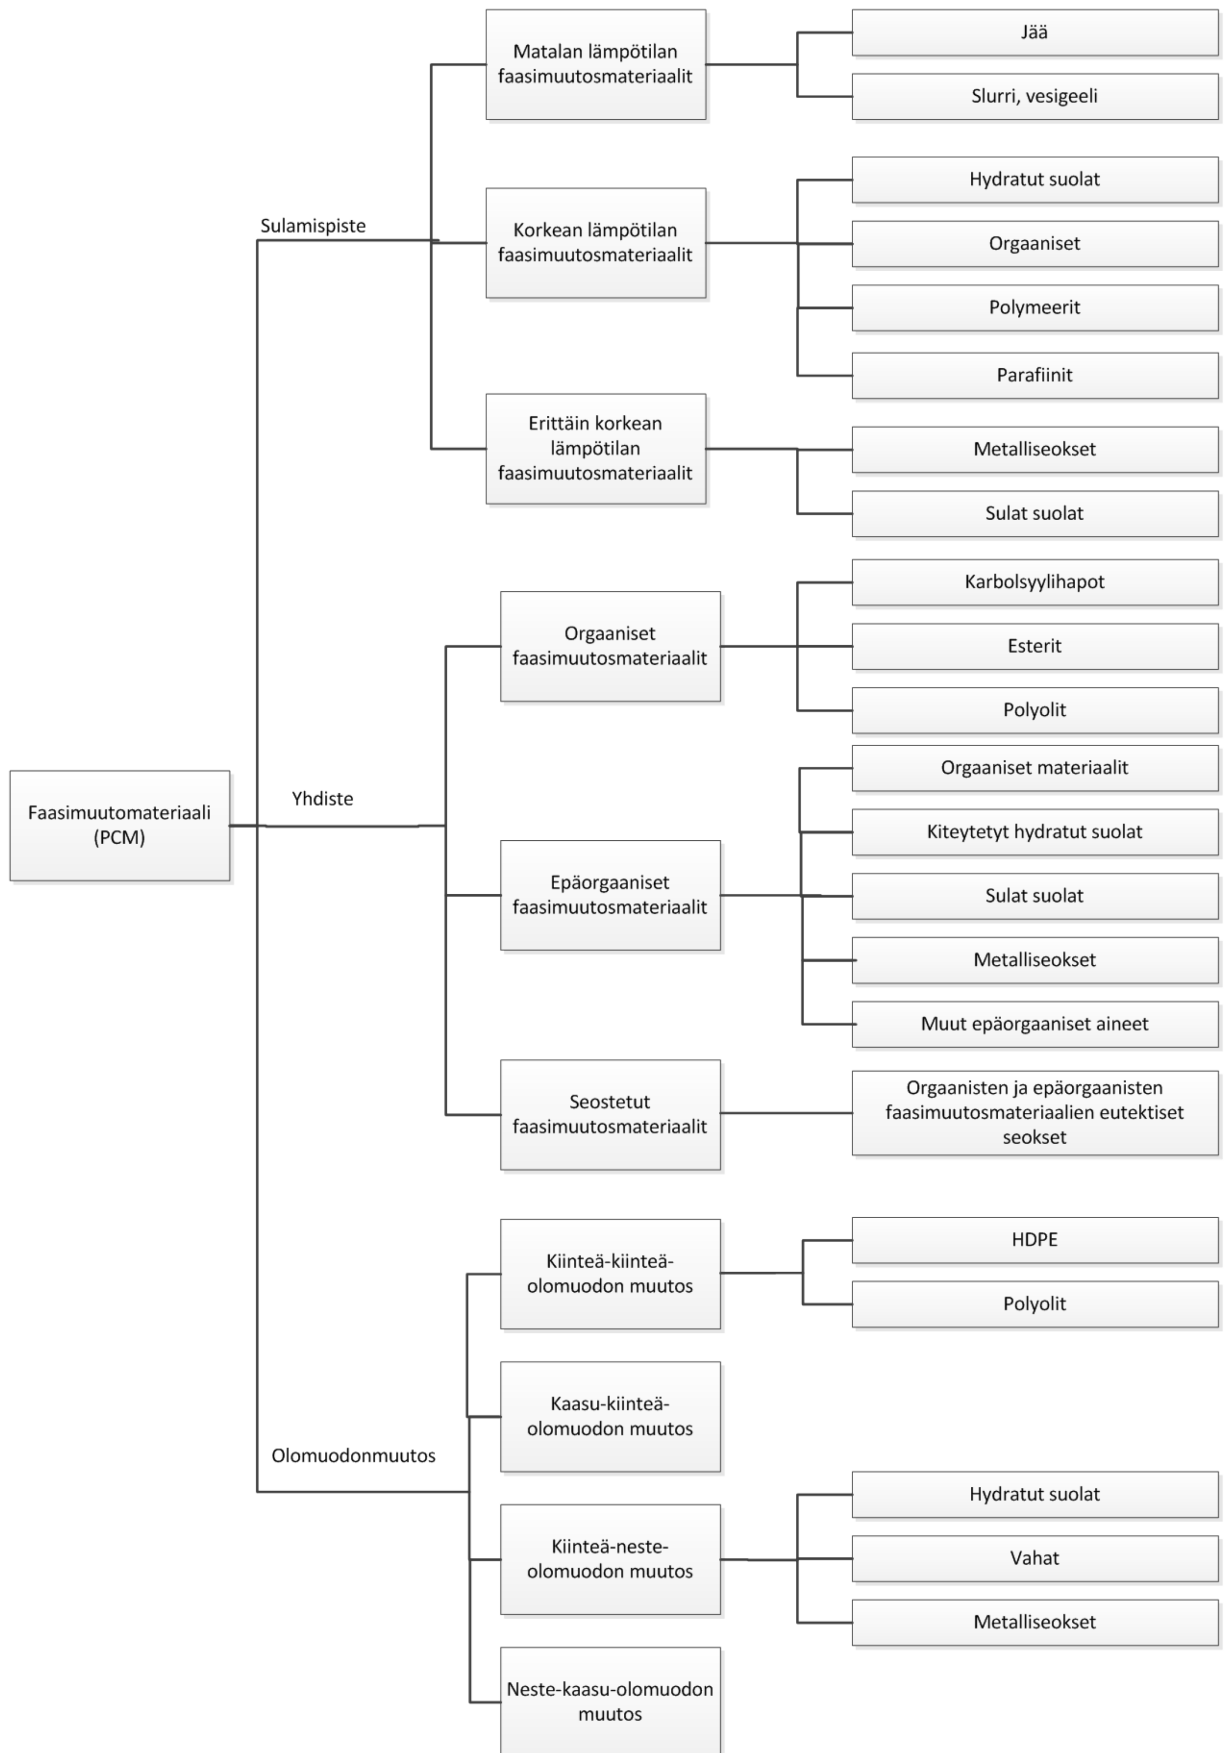 Matalan lämpötilan
faasimuutosmateriaalit
Jää
Slurri, vesigeeli
Sulamispiste
Korkean lämpötilan
faasimuutosmateriaalit
Hydratut suolat
Orgaaniset
Polymeerit
Parafiinit
Erittäin korkean
lämpötilan
faasimuutosmateriaalit
Metalliseokset
Sulat suolat
Faasimuutomateriaali
(PCM)
Yhdiste
Orgaaniset
faasimuutosmateriaalit
Karbolsyylihapot
Esterit
Polyolit
Epäorgaaniset
faasimuutosmateriaalit
Orgaaniset materiaalit
Kiteytetyt hydratut suolat
Sulat suolat
Metalliseokset
Muut epäorgaaniset aineet
Seostetut
faasimuutosmateriaalit
Orgaanisten ja epäorgaanisten
faasimuutosmateriaalien eutektiset
seokset
Olomuodonmuutos
Kiinteä-kiinteä-
olomuodon muutos
HDPE
Polyolit
Kaasu-kiinteä-
olomuodon muutos
Kiinteä-neste-
olomuodon muutos
Hydratut suolat
Vahat
Metalliseokset
Neste-kaasu-olomuodon
muutos